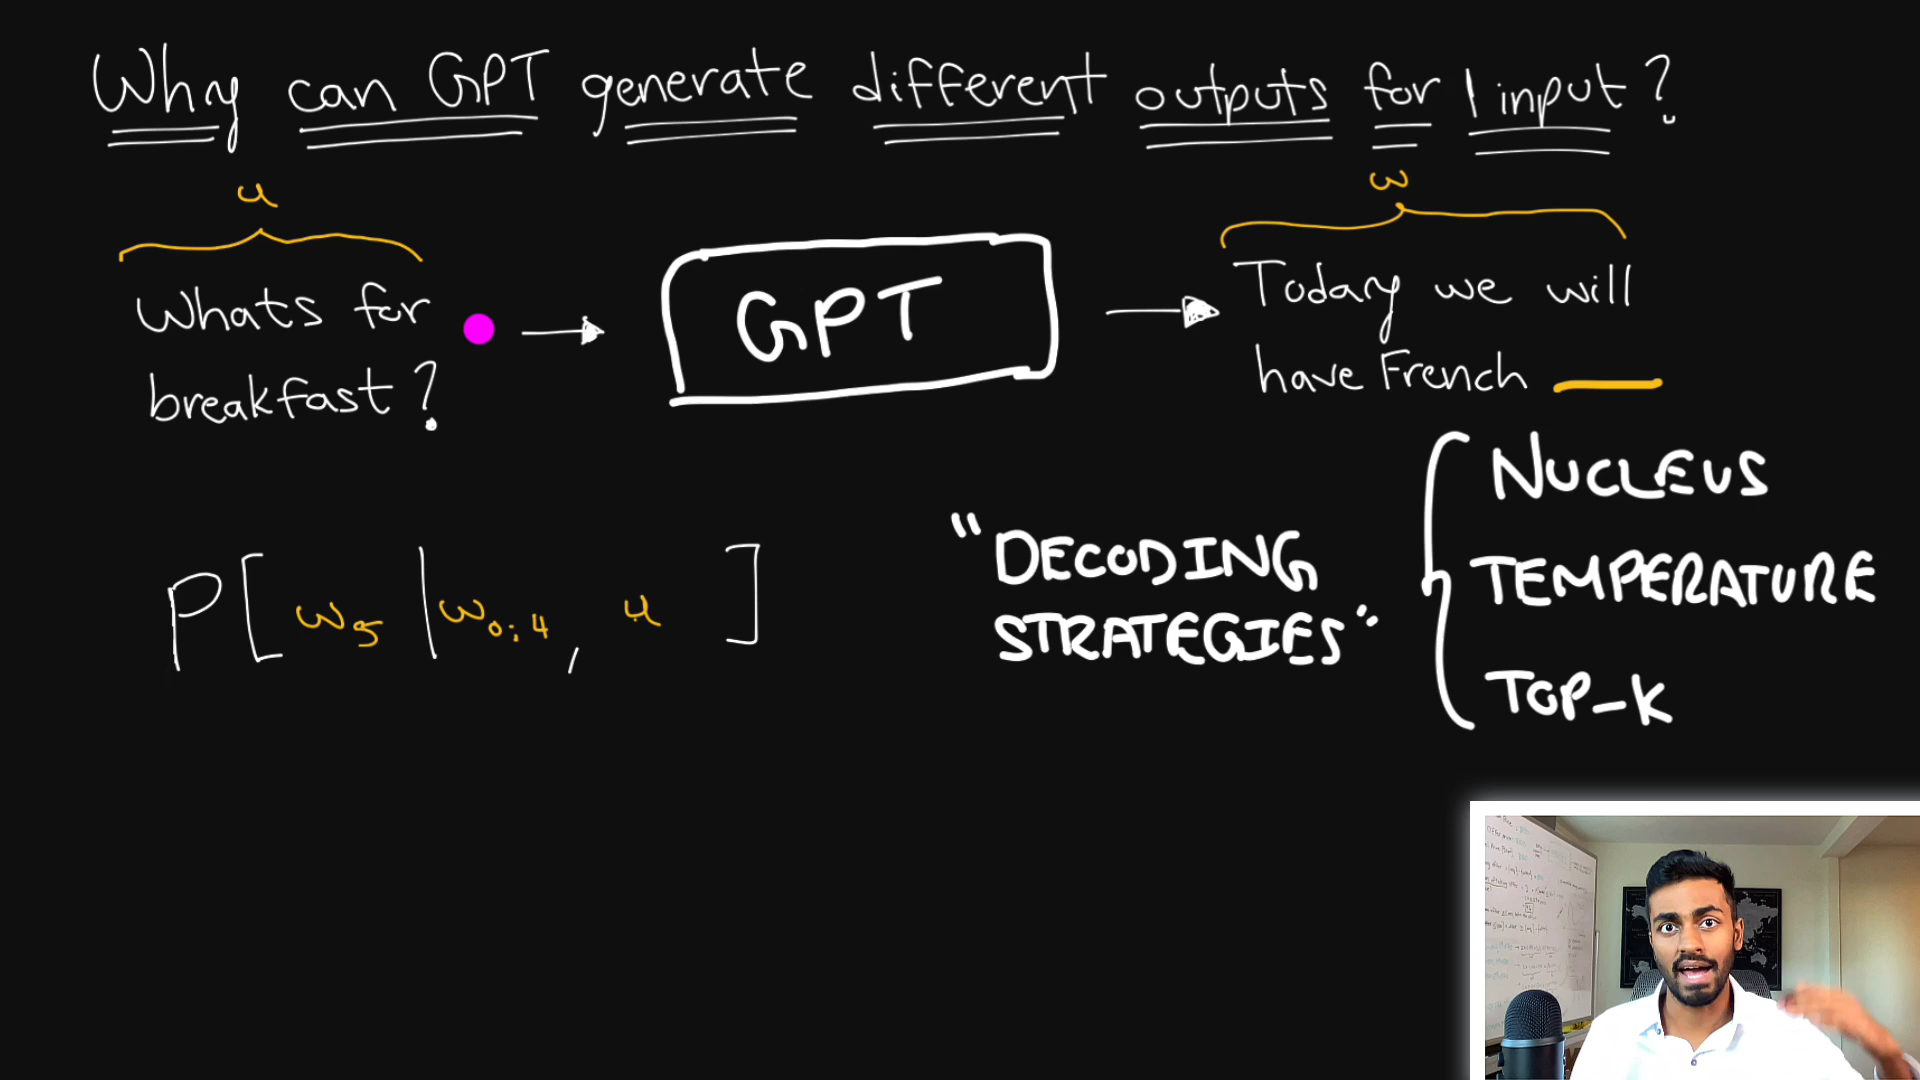 Why can GPT generate different outputs for 1 input?
u
w
Whats for
breakfast?
GPT
Today we will
have French
P[w5|w0:4, u]
"DECODING
STRATEGIES"
NUCLEUS
TEMPERATURE
TOP-K